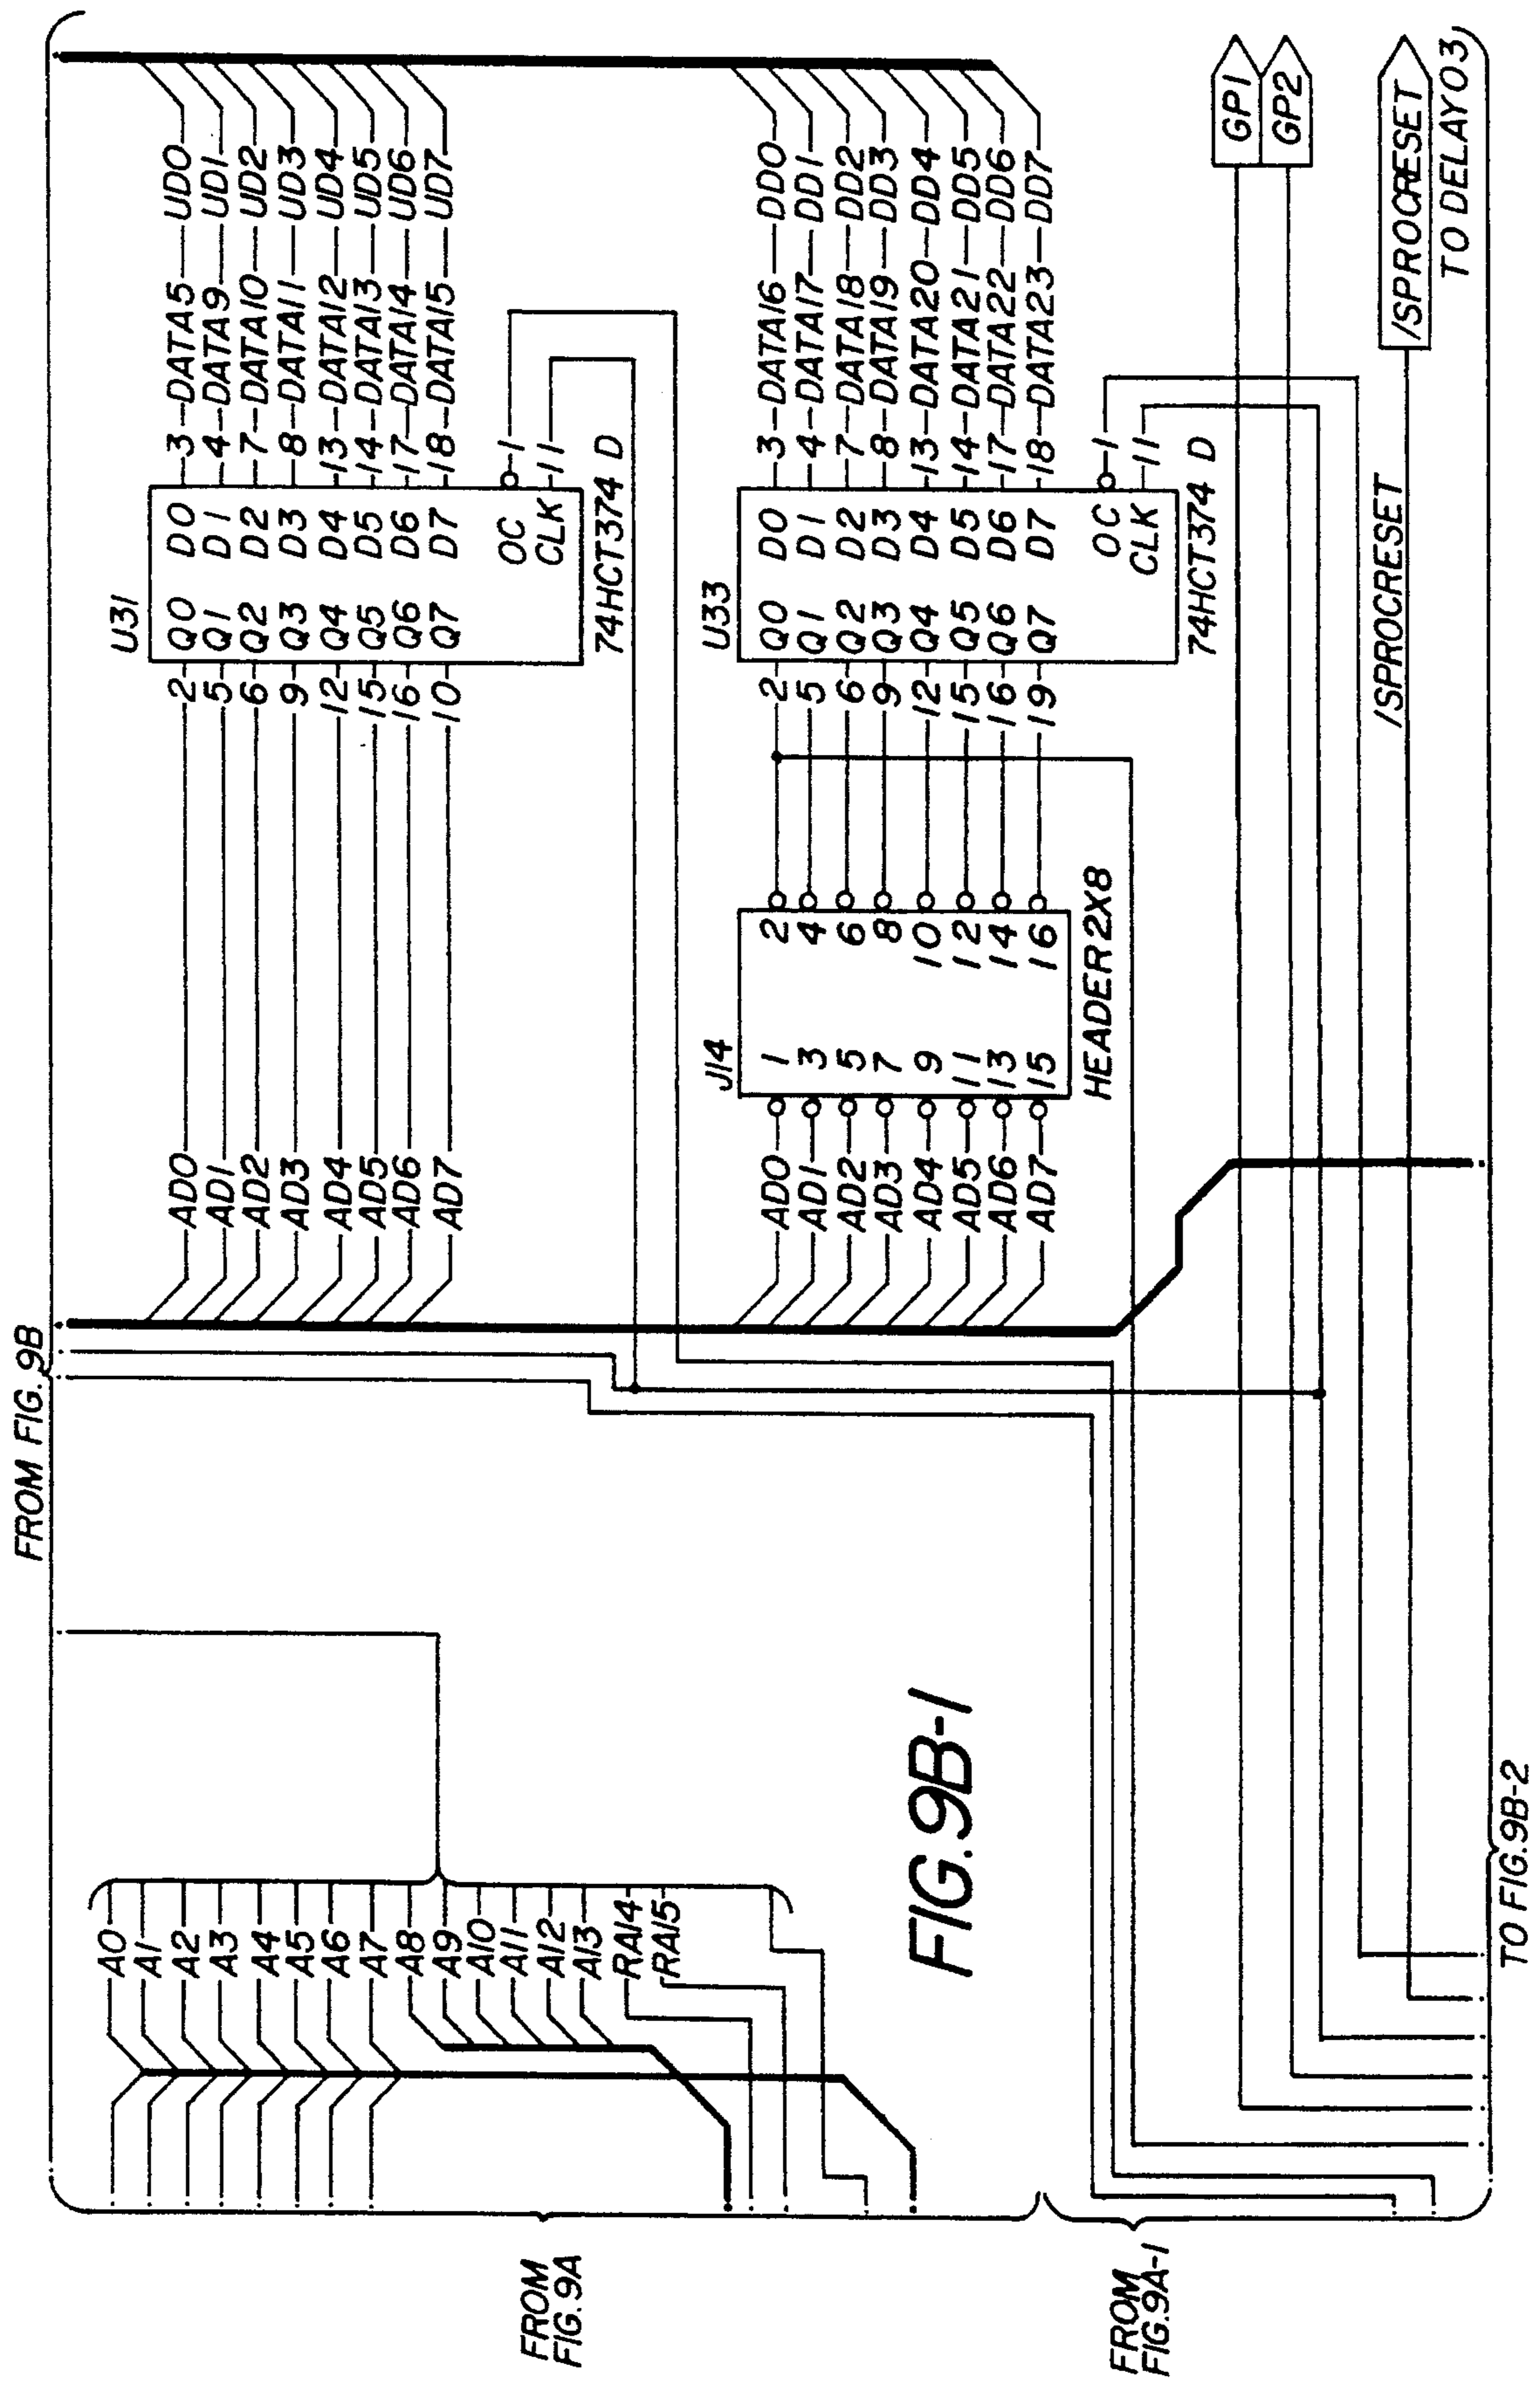 FROM FIG. 9B
A0
A1
A2
A3
A4
A5
A6
A7
A8
A9
A10
A11
A12
A13
RA14
RA15
U31
AD0 2 Q0 D0 3 DATA5 UD0
AD1 5 Q1 D1 4 DATA9 UD1
AD2 6 Q2 D2 7 DATA10 UD2
AD3 9 Q3 D3 8 DATA11 UD3
AD4 12 Q4 D4 13 DATA12 UD4
AD5 15 Q5 D5 14 DATA13 UD5
AD6 16 Q6 D6 17 DATA14 UD6
AD7 10 Q7 D7 18 DATA15 UD7
OC 1
CLK 11
74HCT374 D
J14
U33
AD0 1 2 2 Q0 D0 3 DATA16 DD0
AD1 3 4 5 Q1 D1 4 DATA17 DD1
AD2 5 6 6 Q2 D2 7 DATA18 DD2
AD3 7 8 9 Q3 D3 8 DATA19 DD3
AD4 9 10 12 Q4 D4 13 DATA20 DD4
AD5 11 12 15 Q5 D5 14 DATA21 DD5
AD6 13 14 16 Q6 D6 17 DATA22 DD6
AD7 15 16 19 Q7 D7 18 DATA23 DD7
HEADER2X8
OC 1
CLK 11
74HCT374 D
FIG.9B-1
GP1
GP2
/SPROCRESET
/SPROCRESET
TO DELAY03
FROM
FIG.9A
FROM
FIG.9A-1
TO FIG.9B-2